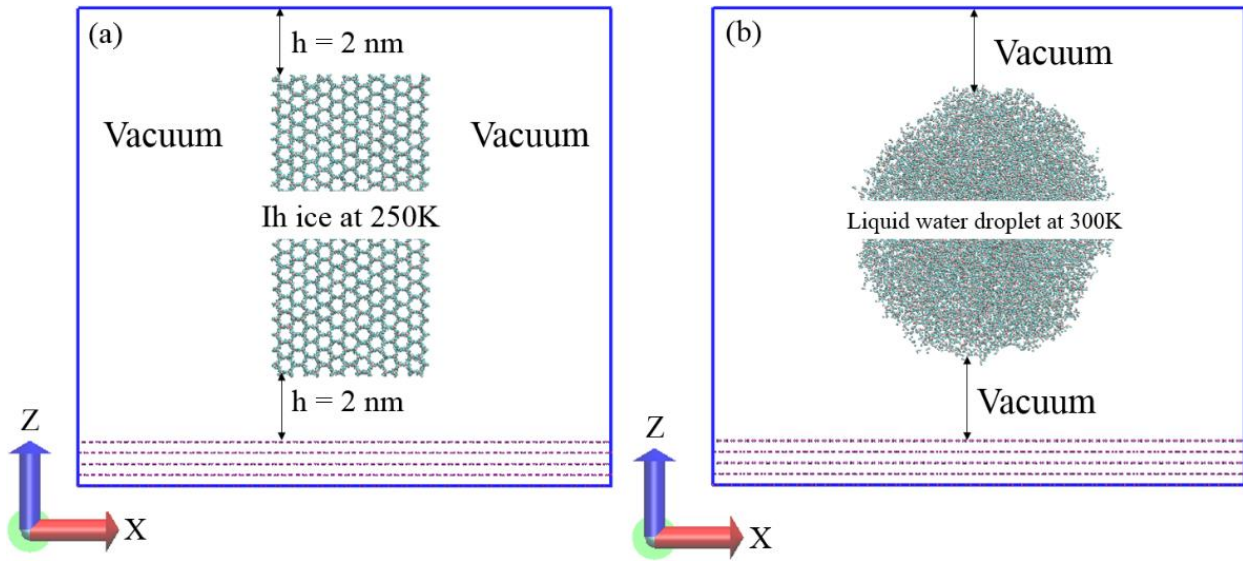 (a)
h = 2 nm
Vacuum
Vacuum
Ih ice at 250K
h = 2 nm
Z
X
(b)
Vacuum
Liquid water droplet at 300K
Vacuum
Z
X